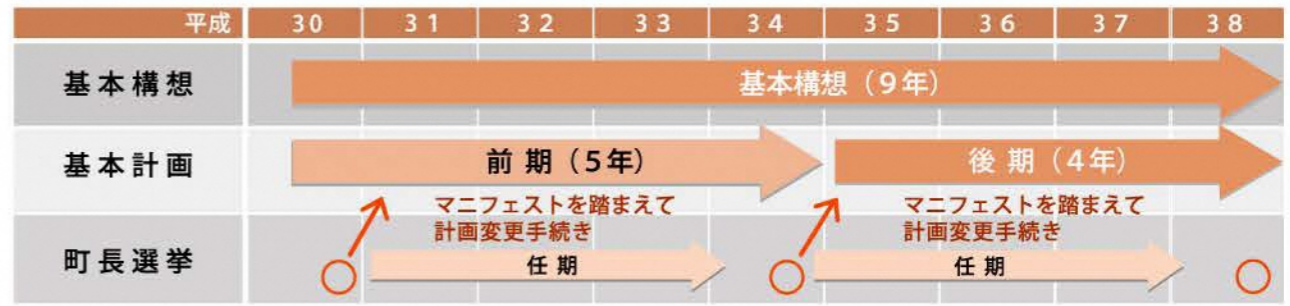 平成 30 31 32 33 34 35 36 37 38
基本構想 基本構想（9年）
基本計画 前期（5年） 後期（4年）
マニフェストを踏まえて マニフェストを踏まえて
計画変更手続き 計画変更手続き
町長選挙 任期 任期